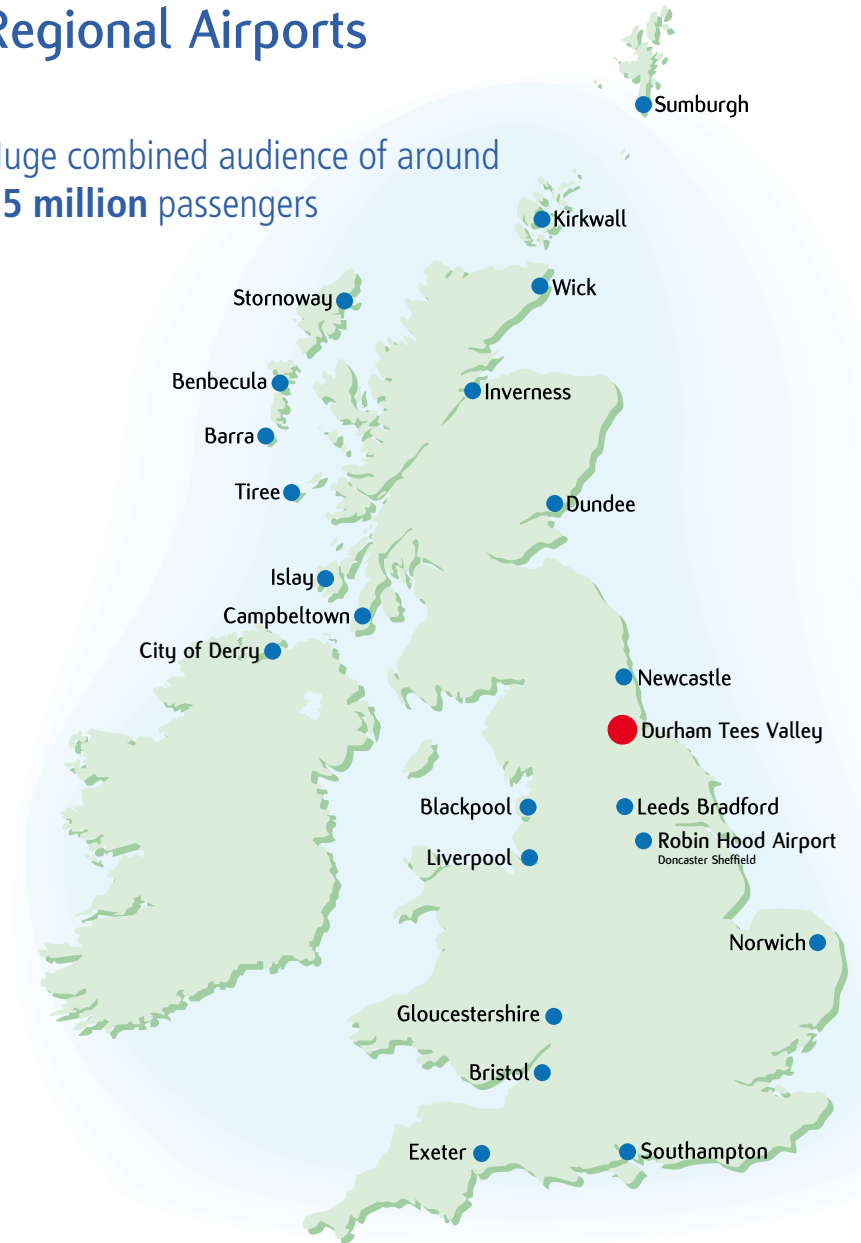 Regional Airports
Huge combined audience of around
5 million passengers
Sumburgh
Kirkwall
Wick
Stornoway
Benbecula
Inverness
Barra
Tiree
Dundee
Islay
Campbeltown
City of Derry
Newcastle
Durham Tees Valley
Blackpool
Leeds Bradford
Robin Hood Airport
Doncaster Sheffield
Liverpool
Norwich
Gloucestershire
Bristol
Exeter
Southampton